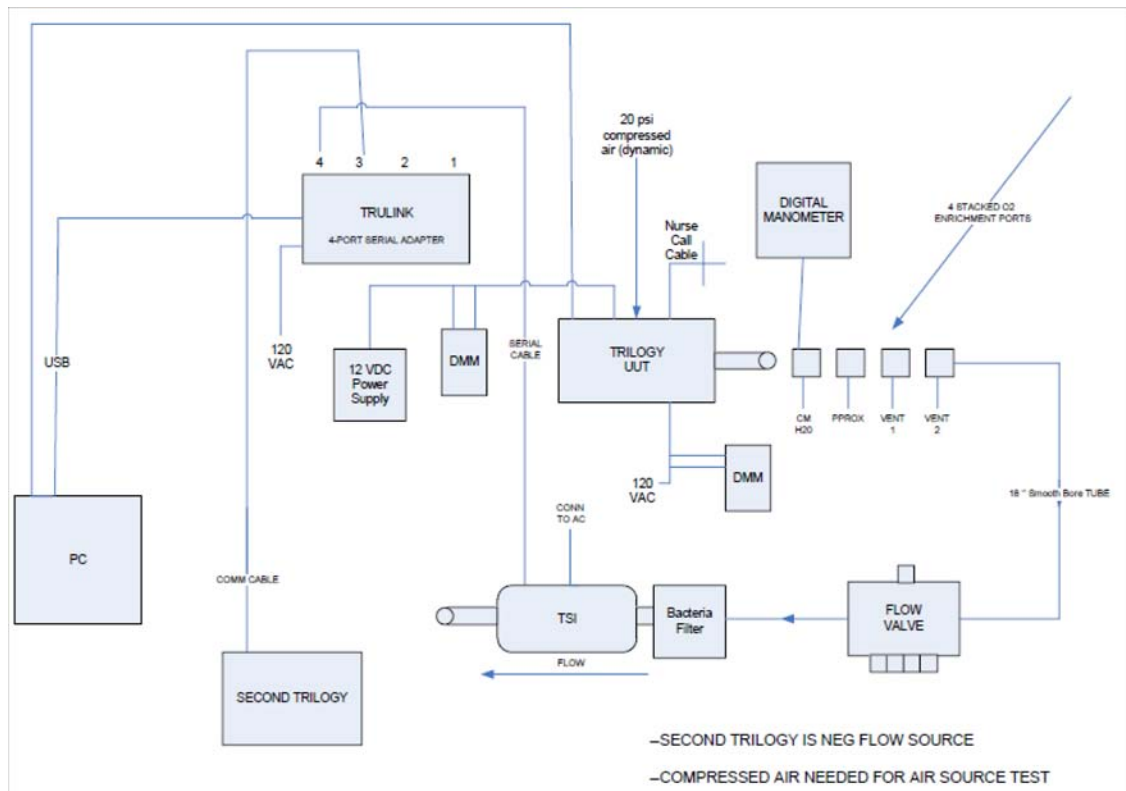 20 psi
compressed
air (dynamic)
4 3 2 1
TRULINK
4-PORT SERIAL ADAPTER
DIGITAL
MANOMETER
4 STACKED O2
ENRICHMENT PORTS
Nurse
Call
Cable
USB
120
VAC
12 VDC
Power
Supply
DMM
SERIAL
CABLE
TRILOGY
UUT
CM
H20
PPROX
VENT
1
VENT
2
120
VAC
DMM
18 " Smooth Bore TUBE
PC
CONN
TO AC
COMM CABLE
TSI
Bacteria
Filter
FLOW
VALVE
FLOW
SECOND TRILOGY
–SECOND TRILOGY IS NEG FLOW SOURCE
–COMPRESSED AIR NEEDED FOR AIR SOURCE TEST